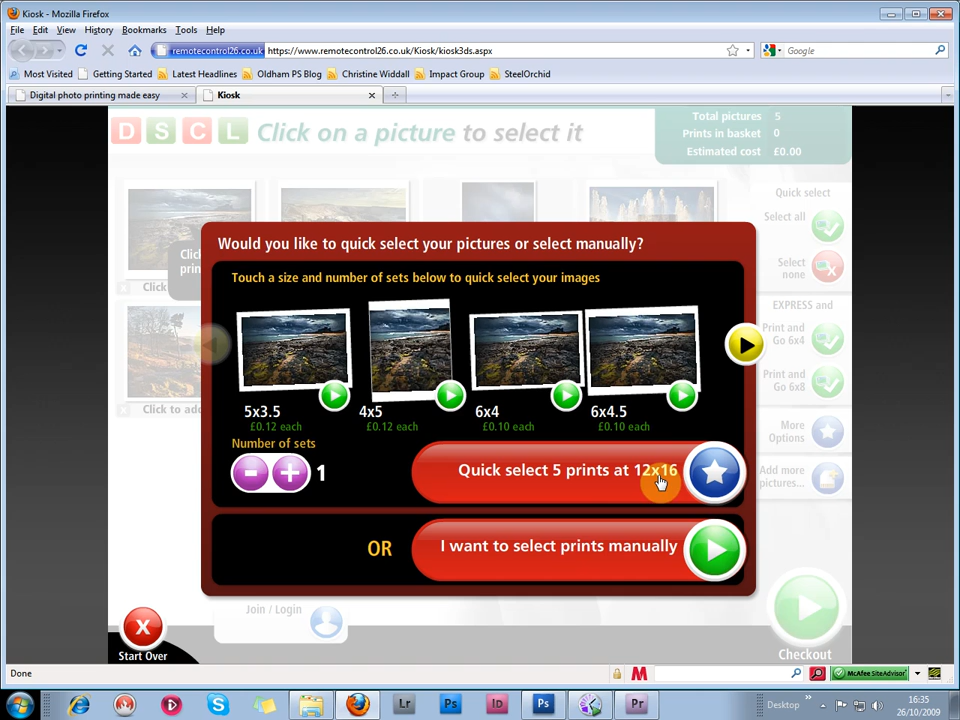 Kiosk - Mozilla Firefox
File Edit View History Bookmarks Tools Help
remotecontrol26.co.uk https://www.remotecontrol26.co.uk/Kiosk/kiosk3ds.aspx
Google
Most Visited Getting Started Latest Headlines Oldham PS Blog Christine Widdall Impact Group SteelOrchid
Digital photo printing made easy Kiosk
D S C L Click on a picture to select it
Total pictures 5
Prints in basket 0
Estimated cost £0.00
Quick select
Select all
Select none
EXPRESS and
Print and Go 6x4
Print and Go 6x8
More Options
Add more pictures...
Would you like to quick select your pictures or select manually?
Touch a size and number of sets below to quick select your images
5x3.5 4x5 6x4 6x4.5
£0.12 each £0.12 each £0.10 each £0.10 each
Number of sets
- + 1
Quick select 5 prints at 12x16
OR
I want to select prints manually
Click to
Join / Login
X
Start Over
Checkout
Done
McAfee SiteAdvisor
Lr Ps Id Ps Pr
Desktop
16:35
26/10/2009